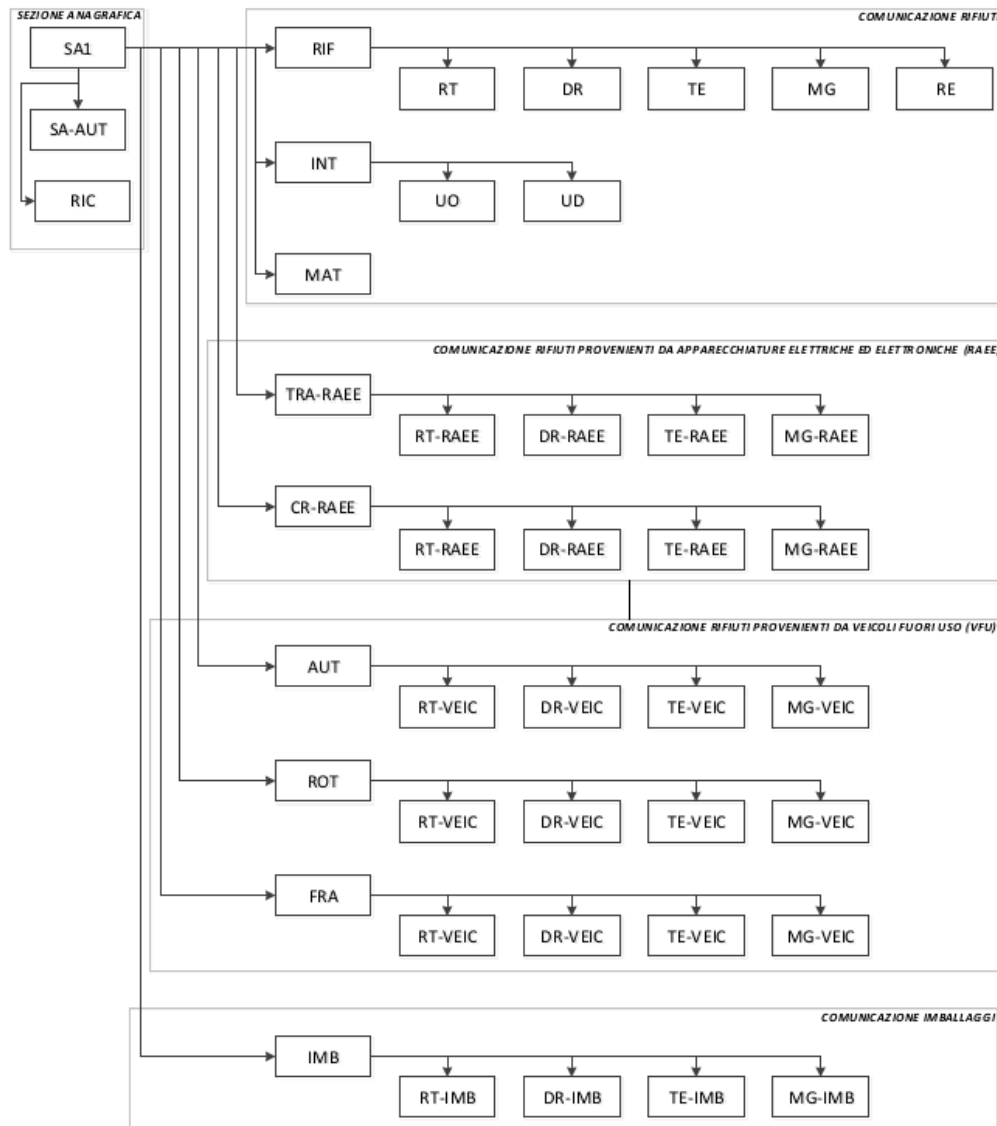 SEZIONE ANAGRAFICA
SA1
SA-AUT
RIC
COMUNICAZIONE RIFIUTI
RIF
RT DR TE MG RE
INT
UO UD
MAT
COMUNICAZIONE RIFIUTI PROVENIENTI DA APPARECCHIATURE ELETTRICHE ED ELETTRONICHE (RAEE)
TRA-RAEE
RT-RAEE DR-RAEE TE-RAEE MG-RAEE
CR-RAEE
RT-RAEE DR-RAEE TE-RAEE MG-RAEE
COMUNICAZIONE RIFIUTI PROVENIENTI DA VEICOLI FUORI USO (VFU)
AUT
RT-VEIC DR-VEIC TE-VEIC MG-VEIC
ROT
RT-VEIC DR-VEIC TE-VEIC MG-VEIC
FRA
RT-VEIC DR-VEIC TE-VEIC MG-VEIC
COMUNICAZIONE IMBALLAGGI
IMB
RT-IMB DR-IMB TE-IMB MG-IMB